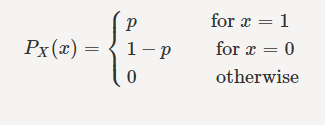 p for x = 1
P_X(x) = { 1 − p for x = 0
0 otherwise